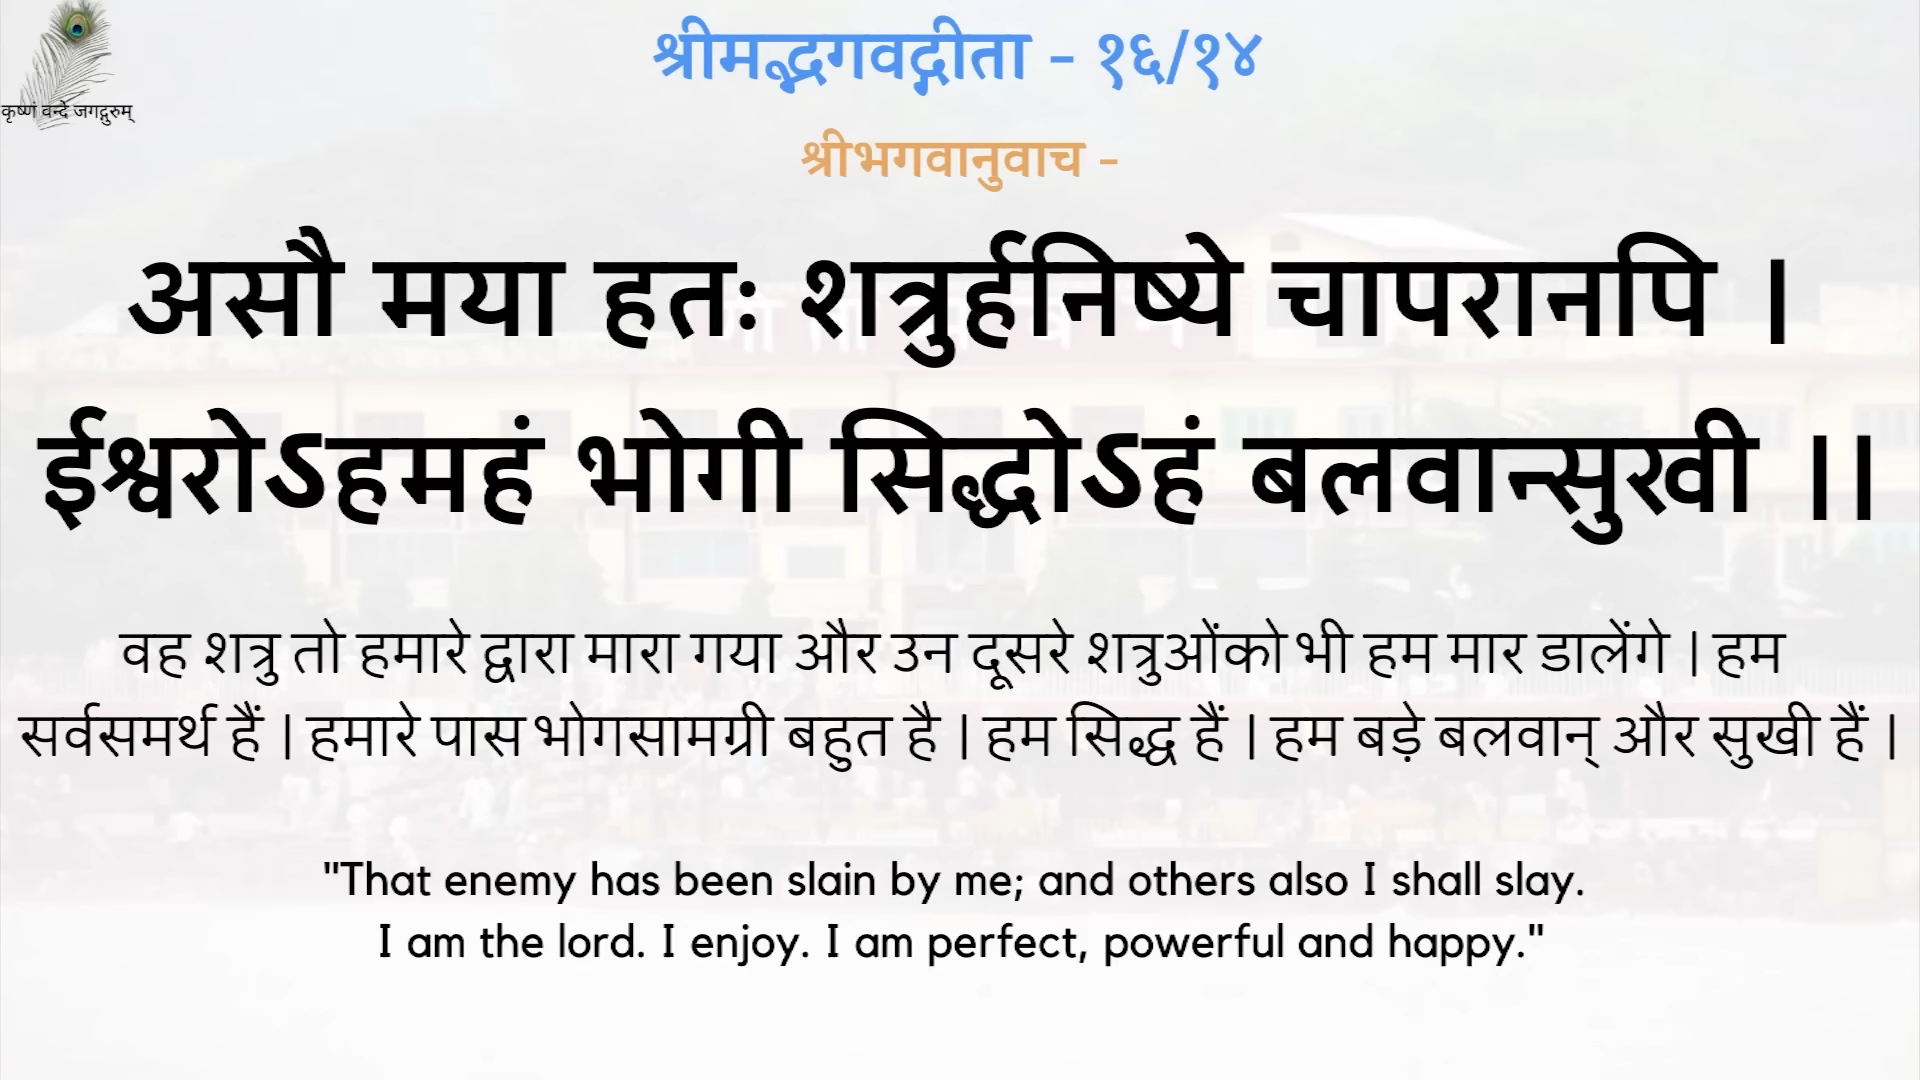 कृष्णं वन्दे जगद्गुरुम्
श्रीमद्भगवद्गीता - १६/१४
श्रीभगवानुवाच -
असौ मया हतः शत्रुर्हनिष्ये चापरानपि ।
ईश्वरोऽहमहं भोगी सिद्धोऽहं बलवान्सुखी ।।
वह शत्रु तो हमारे द्वारा मारा गया और उन दूसरे शत्रुओंको भी हम मार डालेंगे । हम
सर्वसमर्थ हैं । हमारे पास भोगसामग्री बहुत है । हम सिद्ध हैं । हम बड़े बलवान् और सुखी हैं ।
"That enemy has been slain by me; and others also I shall slay.
I am the lord. I enjoy. I am perfect, powerful and happy."